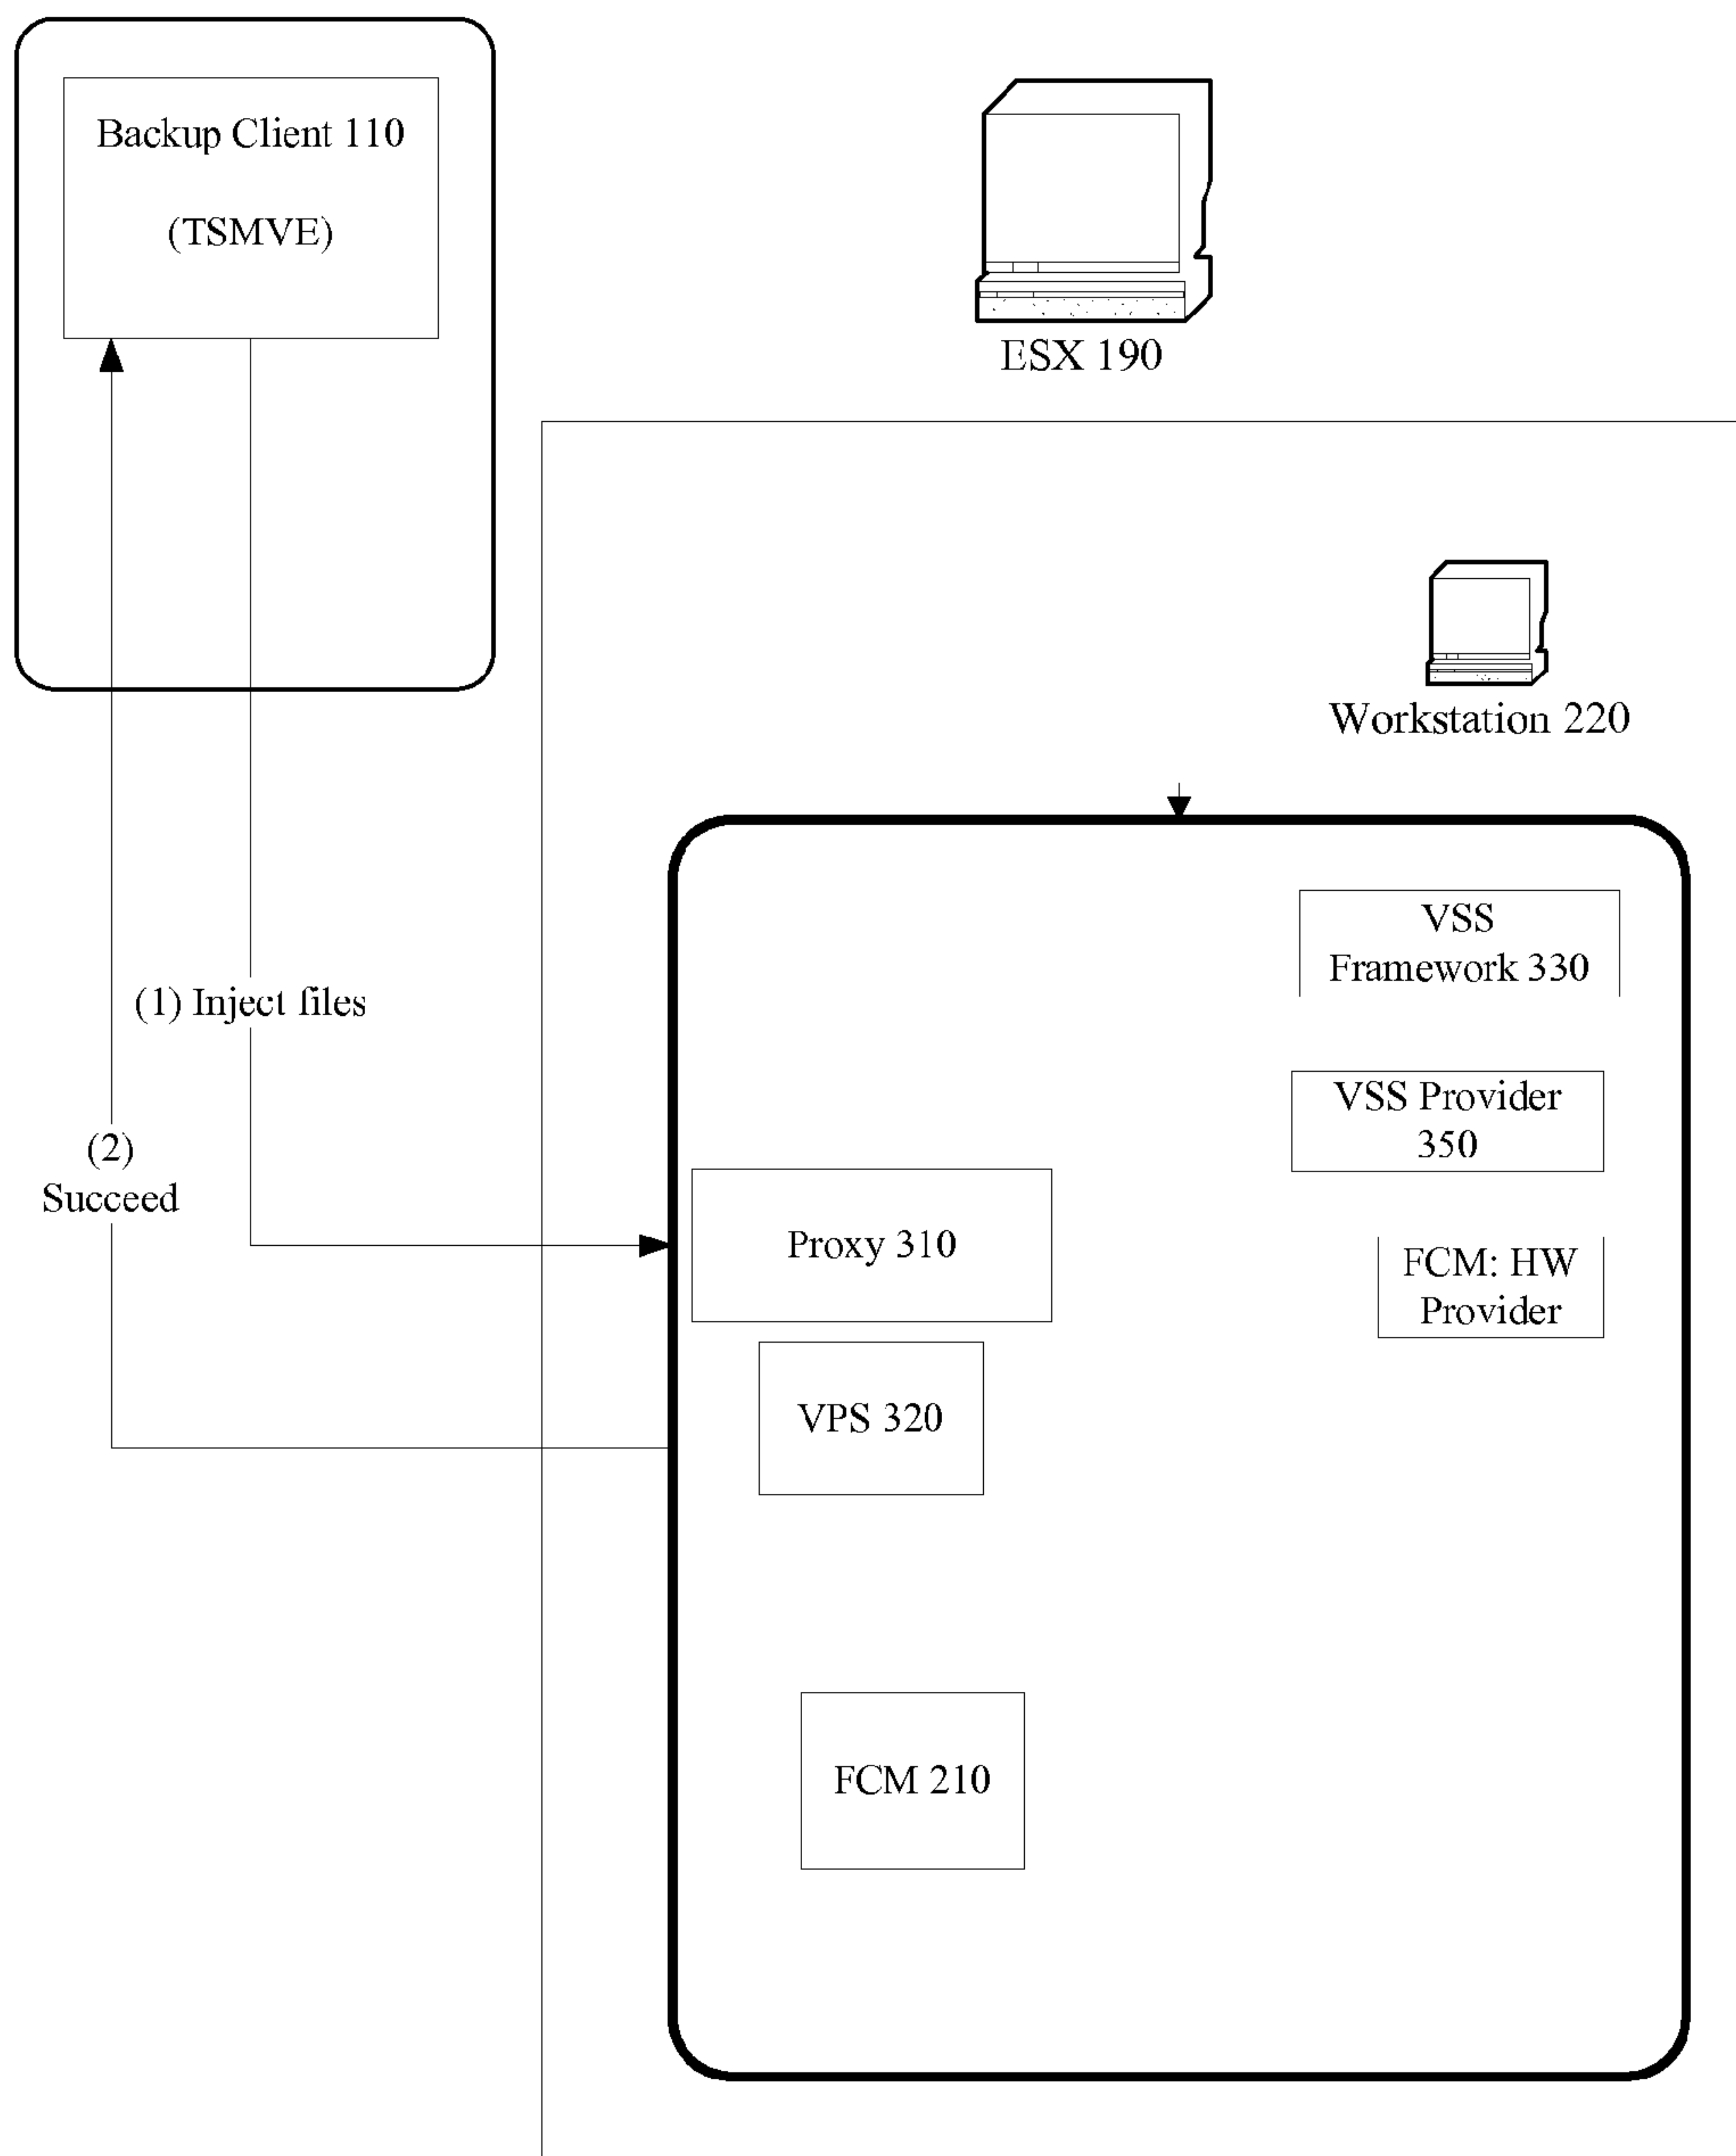 Backup Client 110
(TSMVE)
ESX 190
Workstation 220
VSS
Framework 330
(1) Inject files
VSS Provider
350
(2)
Succeed
Proxy 310
FCM: HW
Provider
VPS 320
FCM 210